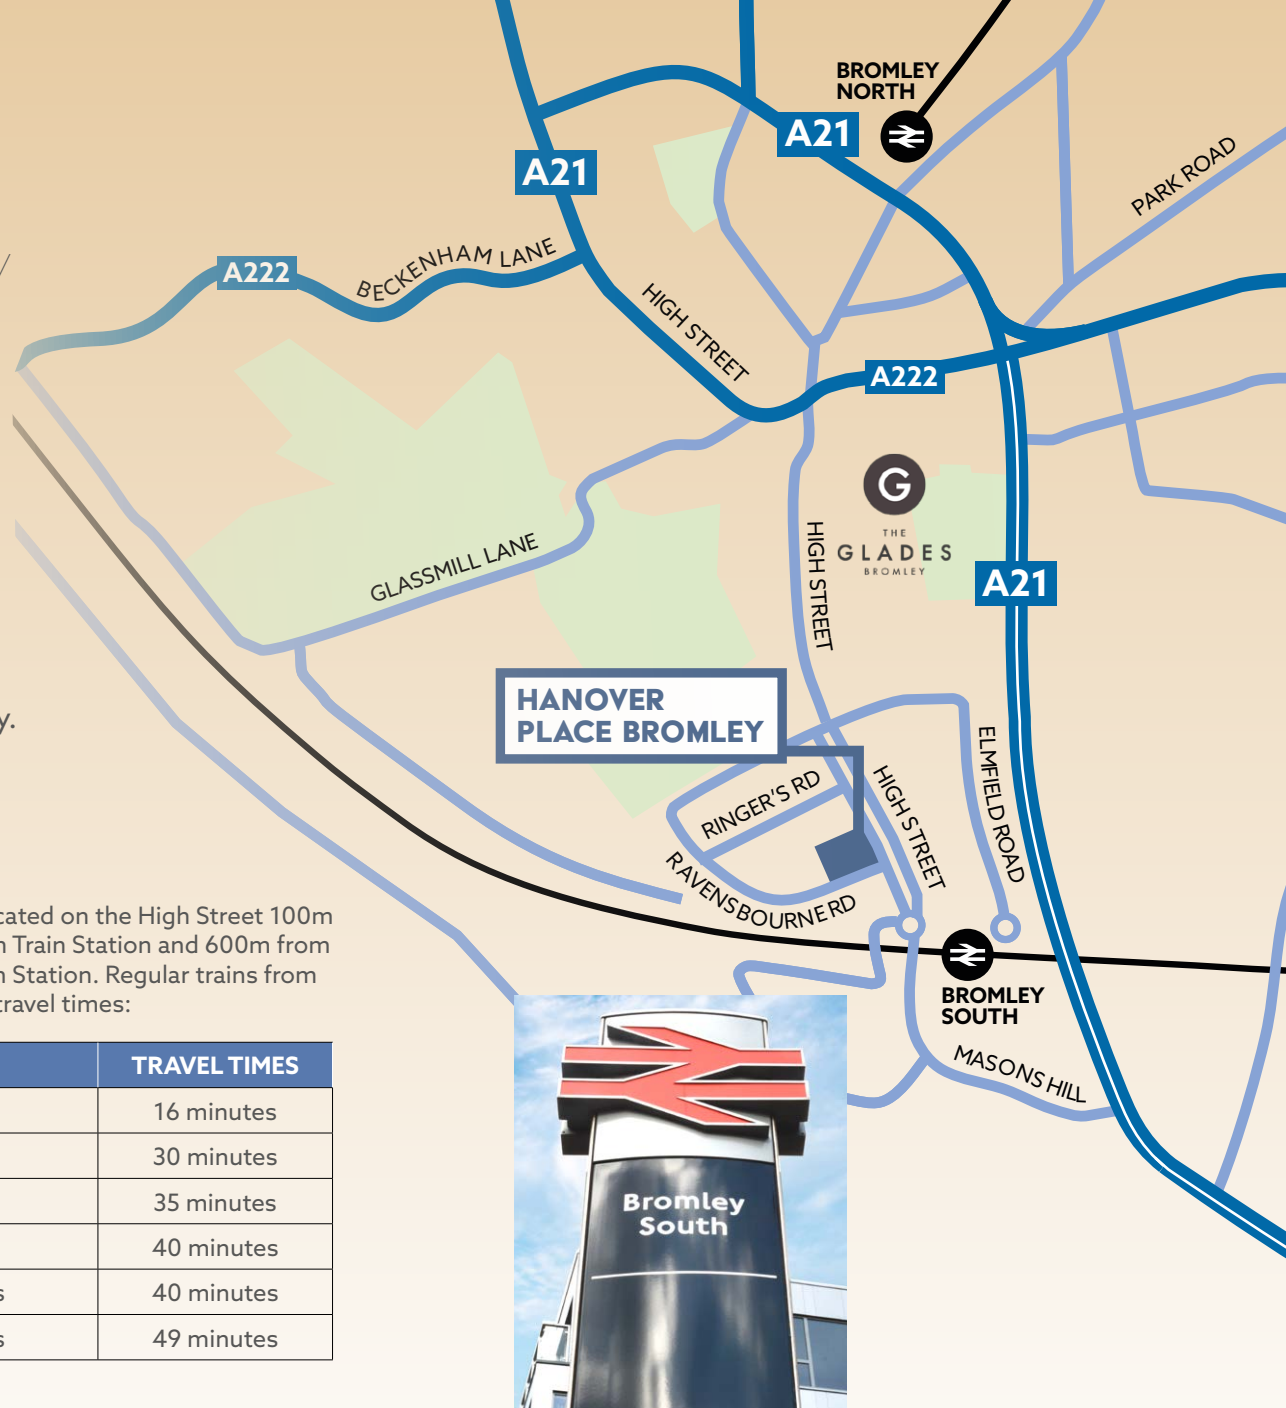 BROMLEY
NORTH
A21
A21
PARK ROAD
A222
BECKENHAM LANE
HIGH STREET
A222
G
THE
GLADES
BROMLEY
HIGH STREET
GLASSMILL LANE
A21
HANOVER
PLACE BROMLEY
y.
RINGER'S RD
HIGH STREET
ELMFIELD ROAD
RAVENSBOURNE RD
cated on the High Street 100m
n Train Station and 600m from
n Station. Regular trains from
travel times:
BROMLEY
SOUTH
MASONS HILL
TRAVEL TIMES
16 minutes
30 minutes
35 minutes
40 minutes
s 40 minutes
s 49 minutes
Bromley
South